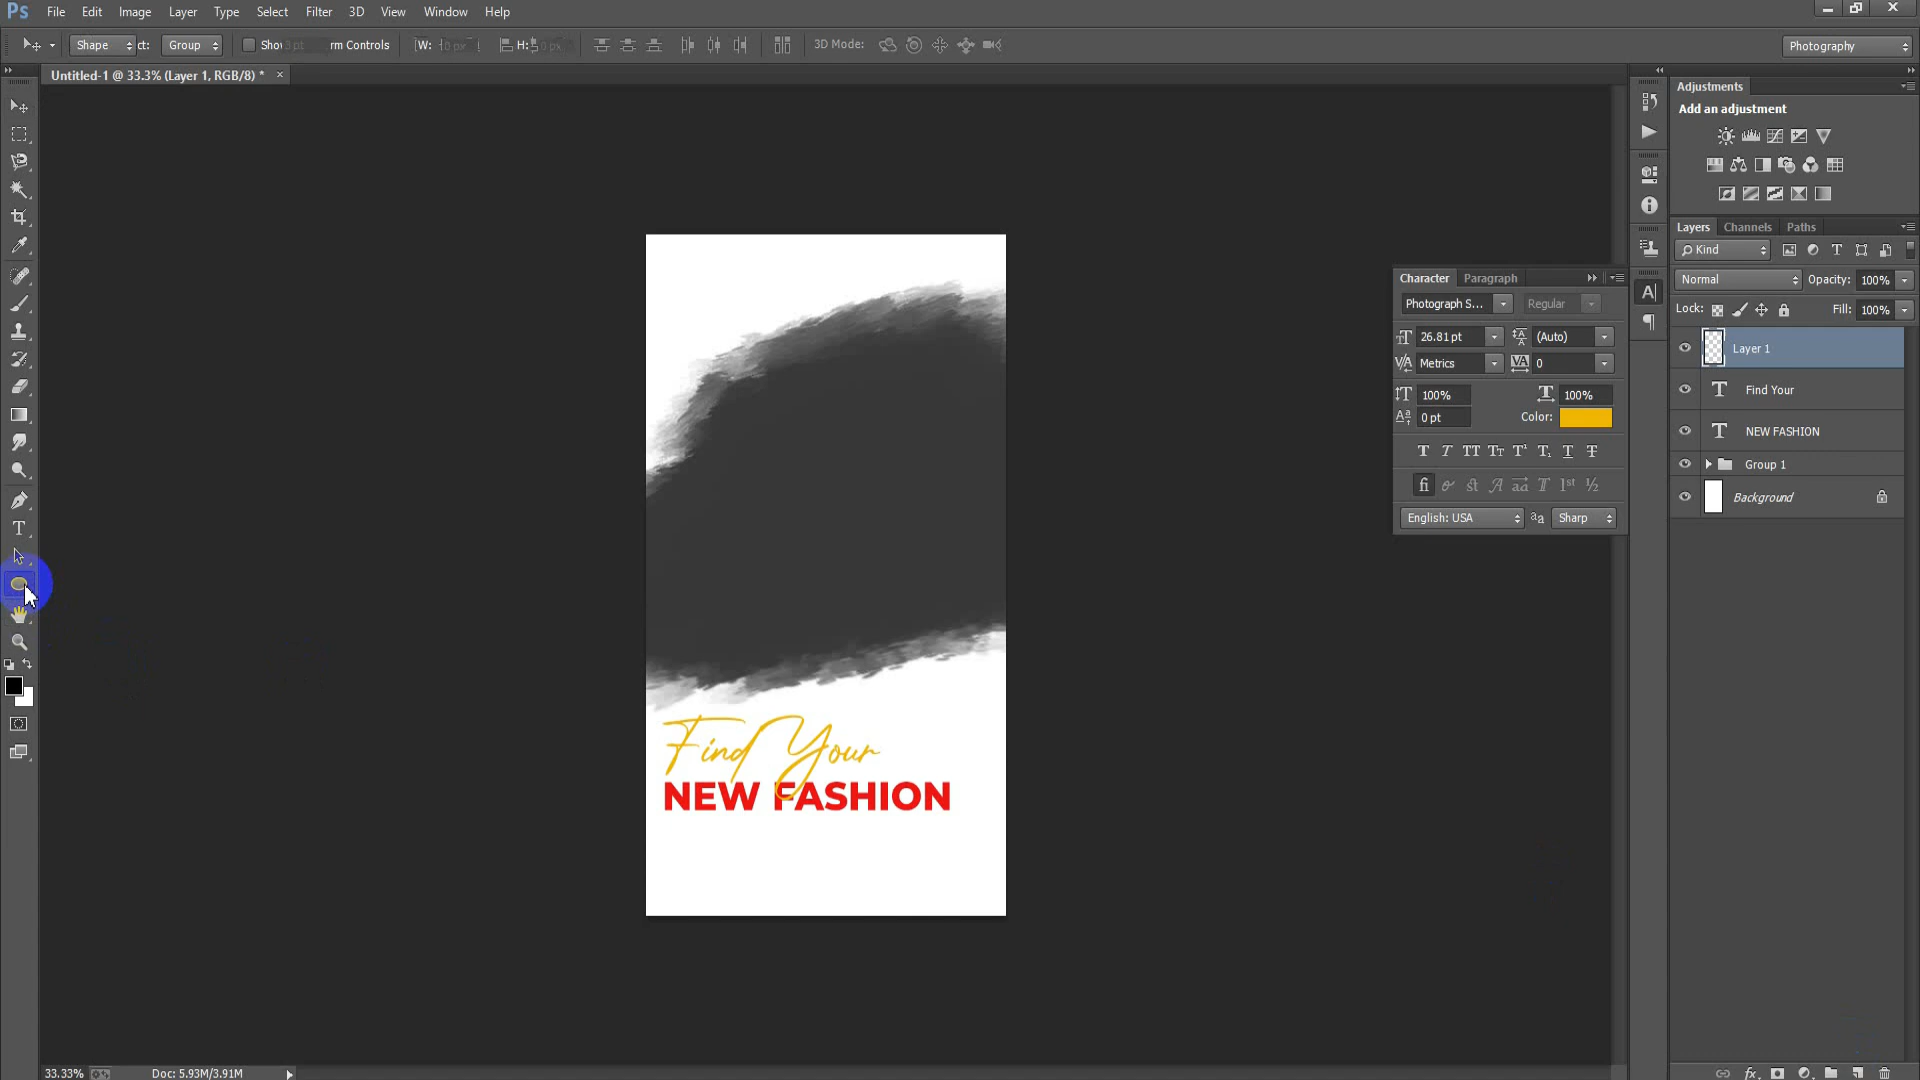 Ps File Edit Image Layer Type Select Filter 3D View Window Help
Shape Group W: H: 3D Mode: Photography
Untitled-1 @ 33.3% (Layer 1, RGB/8) * ×
Adjustments
Add an adjustment
Layers Channels Paths
Kind
Normal Opacity: 100%
Lock: Fill: 100%
Layer 1
Find Your
NEW FASHION
Group 1
Background
Character Paragraph
Photograph S... Regular
26.81 pt (Auto)
Metrics 0
100% 100%
0 pt Color:
English: USA Sharp
Find Your
NEW FASHION
33.33% Doc: 5.93M/3.91M